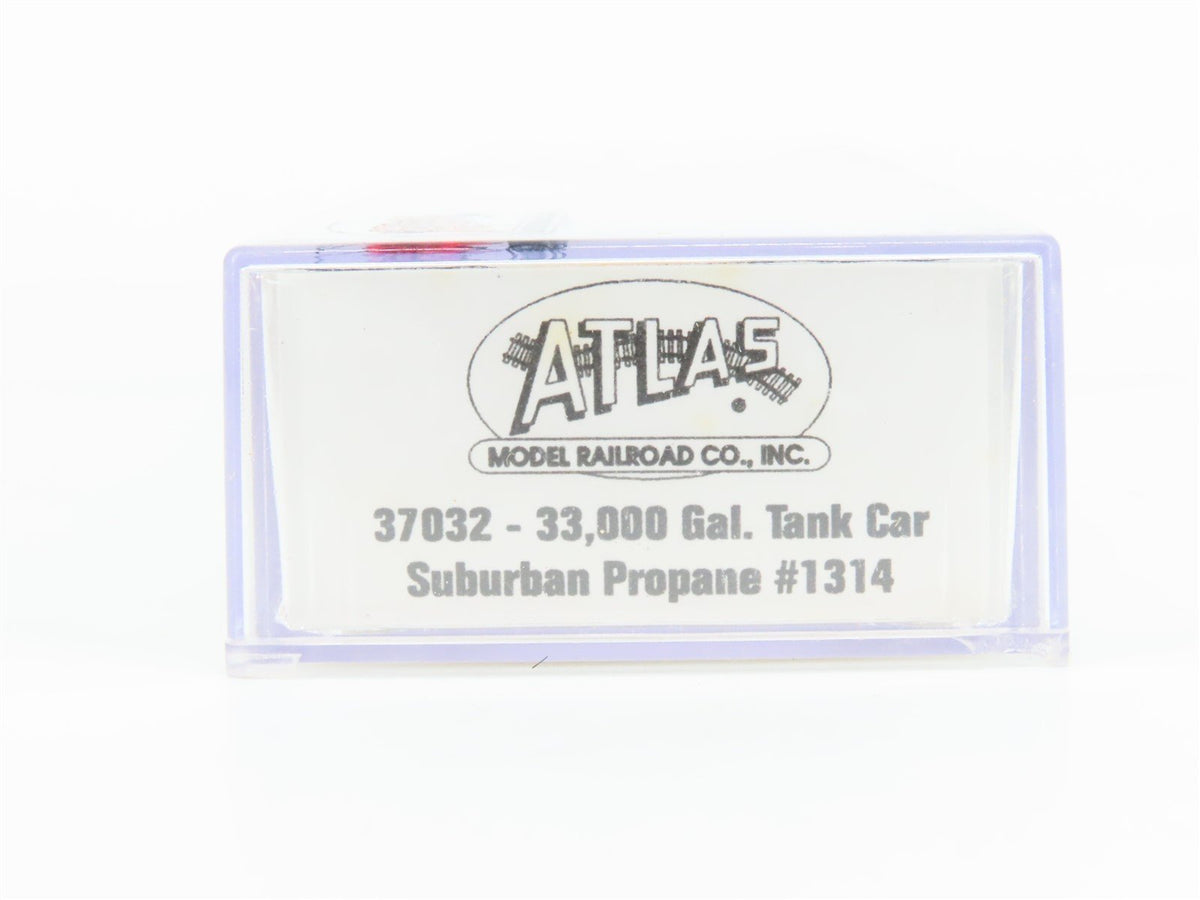 ATLAS
MODEL RAILROAD CO., INC.
37032 - 33,000 Gal. Tank Car
Suburban Propane #1314